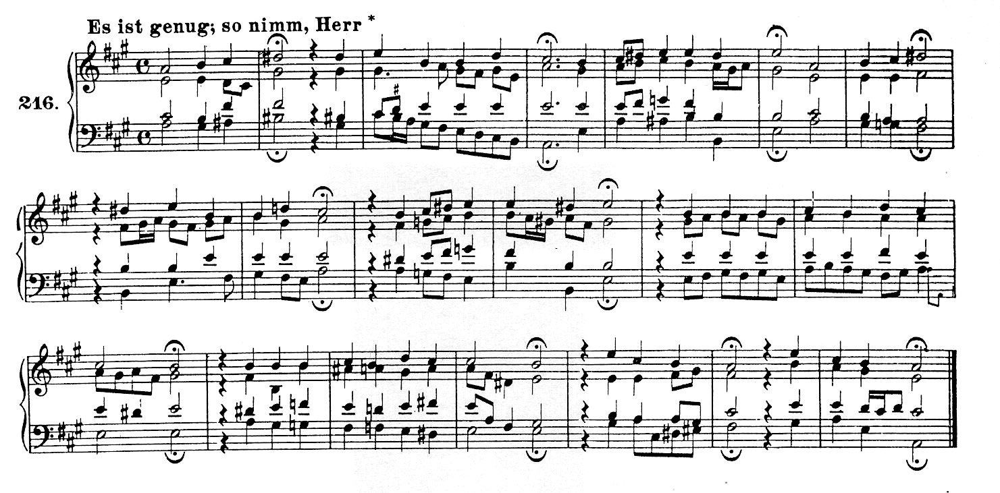 Es ist genug; so nimm, Herr *
216.